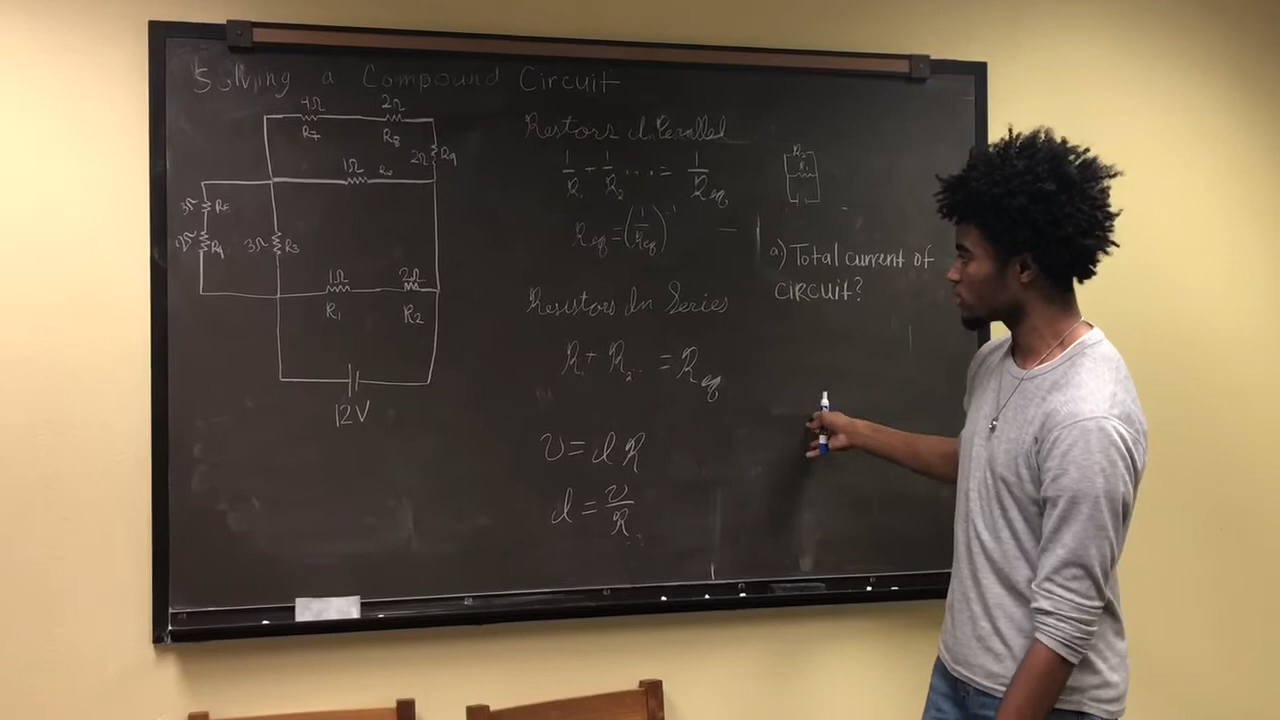 Solving a Compound Circuit
4Ω 2Ω
R7 R8
2Ω R9
1Ω
3Ω R5
2Ω R4 3Ω R3
1Ω 2Ω
R1 R2
12V
Restors In Parallel
1/R1 + 1/R2 ... = 1/Req
Req = (1/Req)^-1
Resistors In Series
R1 + R2... = Req
V = I R
I = V/R
R2
R1
a.) Total current of
circuit?